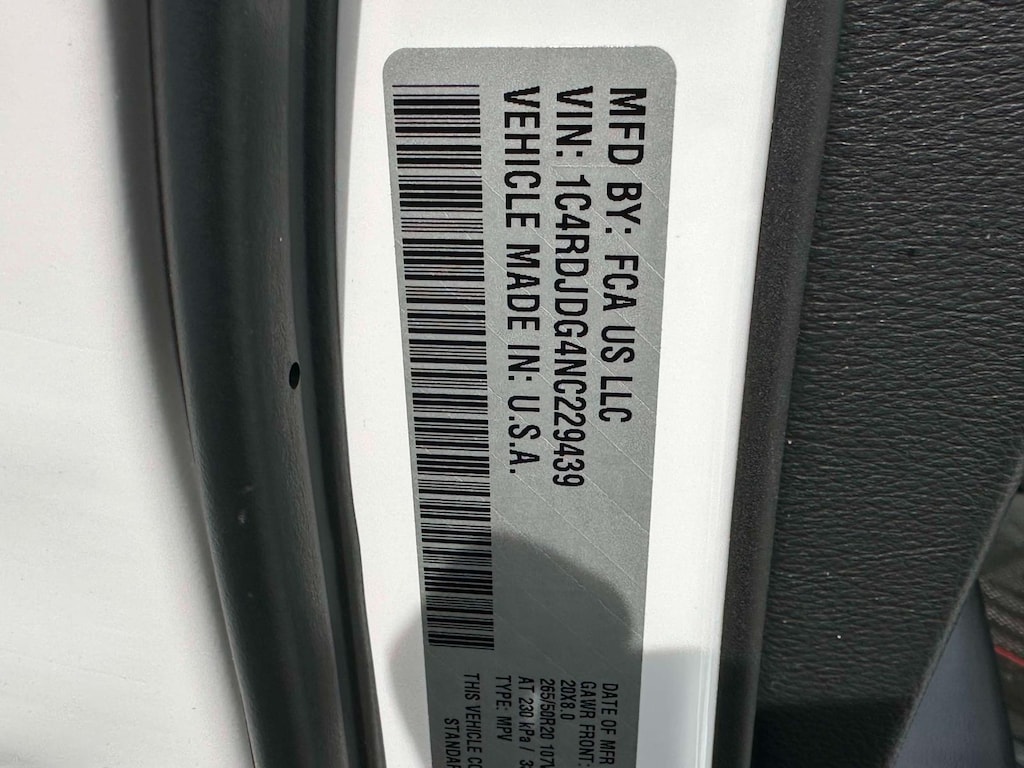 MFD BY: FCA US LLC
VIN: 1C4RDJDG4NC229439
VEHICLE MADE IN: U.S.A.
DATE OF MFR
GAWR FRONT:
20X8.0
265/50R20 107V
AT 230 kPa /
TYPE: MPV
THIS VEHICLE